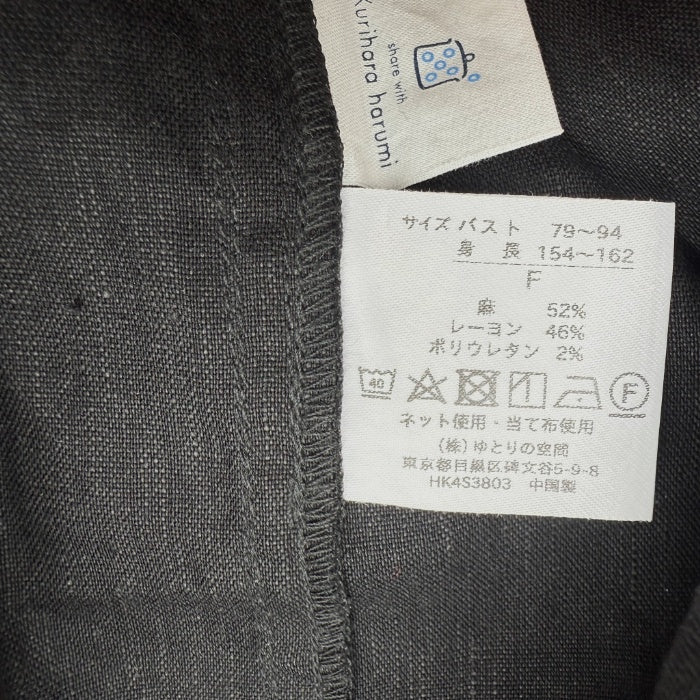 share with
Kurihara harumi
サイズ バスト 79～94
身 長 154～162
F
麻 52%
レーヨン 46%
ポリウレタン 2%
40
F
ネット使用・当て布使用
(株)ゆとりの空間
東京都目黒区碑文谷5-9-8
HK4S3803 中国製